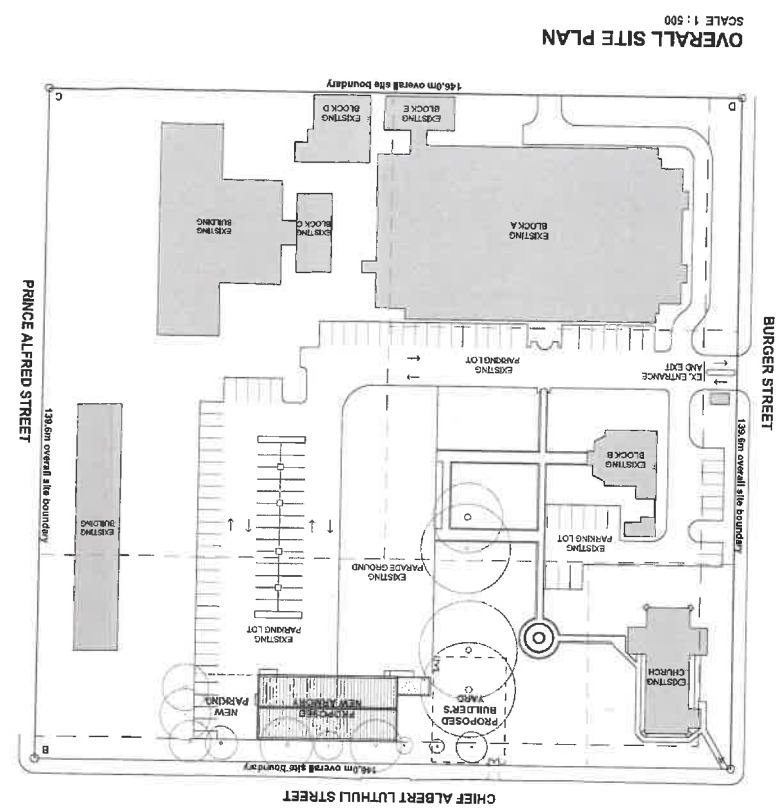 CHIEF ALBERT LUTHULI STREET
146.0m overall site boundary
B
EXISTING
CHURCH
PROPOSED
BUILDER'S
YARD
PROPOSED
NEW ARMORY
NEW
PARKING
EXISTING
PARKING LOT
EXISTING
PARADE GROUND
EXISTING
PARKING LOT
EXISTING
BUILDING
EXISTING
BLOCK B
139.6m overall site boundary
139.6m overall site boundary
BURGER STREET
PRINCE ALFRED STREET
EX. ENTRANCE
AND EXIT
EXISTING
PARKING LOT
EXISTING
BLOCK A
EXISTING
BLOCK C
EXISTING
BUILDING
EXISTING
BLOCK E
EXISTING
BLOCK D
D
146.0m overall site boundary
C
OVERALL SITE PLAN
SCALE 1 : 500